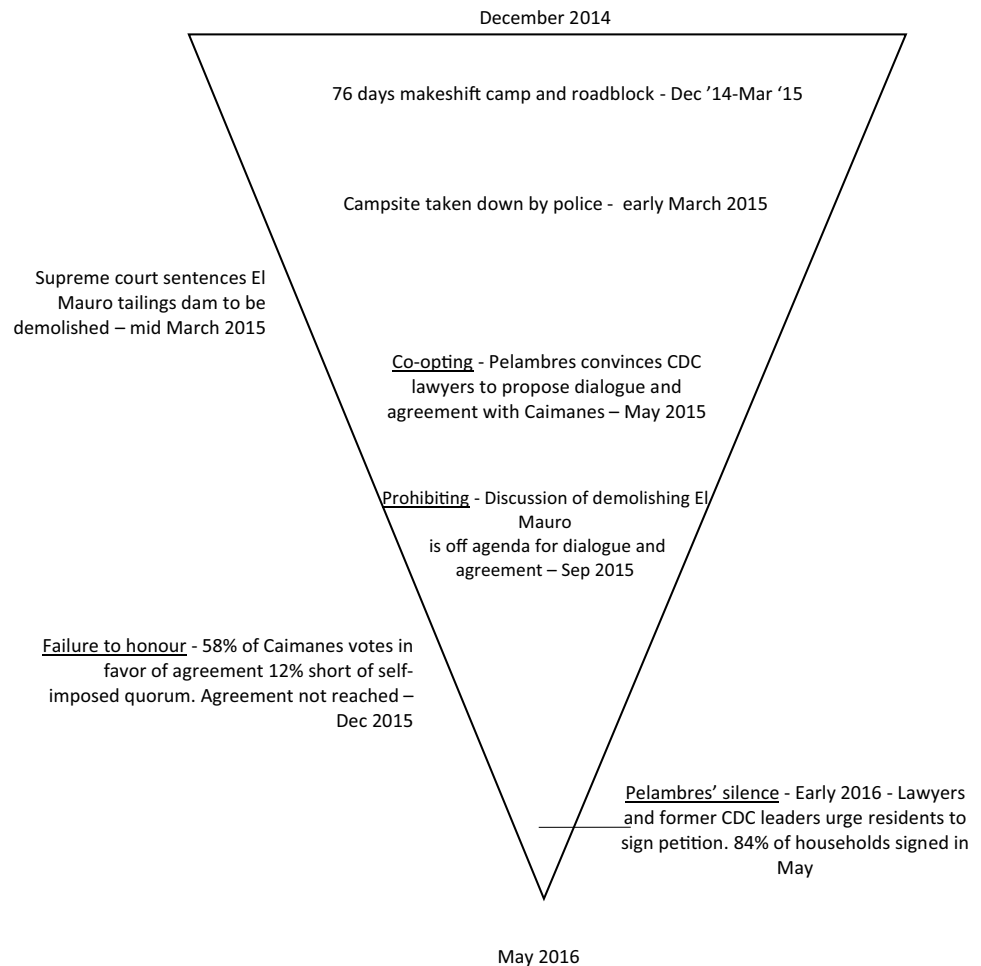 December 2014
76 days makeshift camp and roadblock - Dec ’14-Mar ‘15
Campsite taken down by police -  early March 2015
Supreme court sentences El
Mauro tailings dam to be
demolished – mid March 2015
Co-opting - Pelambres convinces CDC
lawyers to propose dialogue and
agreement with Caimanes – May 2015
Prohibiting - Discussion of demolishing El
Mauro
is off agenda for dialogue and
agreement – Sep 2015
Failure to honour - 58% of Caimanes votes in
favor of agreement 12% short of self-
imposed quorum. Agreement not reached –
Dec 2015
Pelambres’ silence - Early 2016 - Lawyers
and former CDC leaders urge residents to
sign petition. 84% of households signed in
May
May 2016